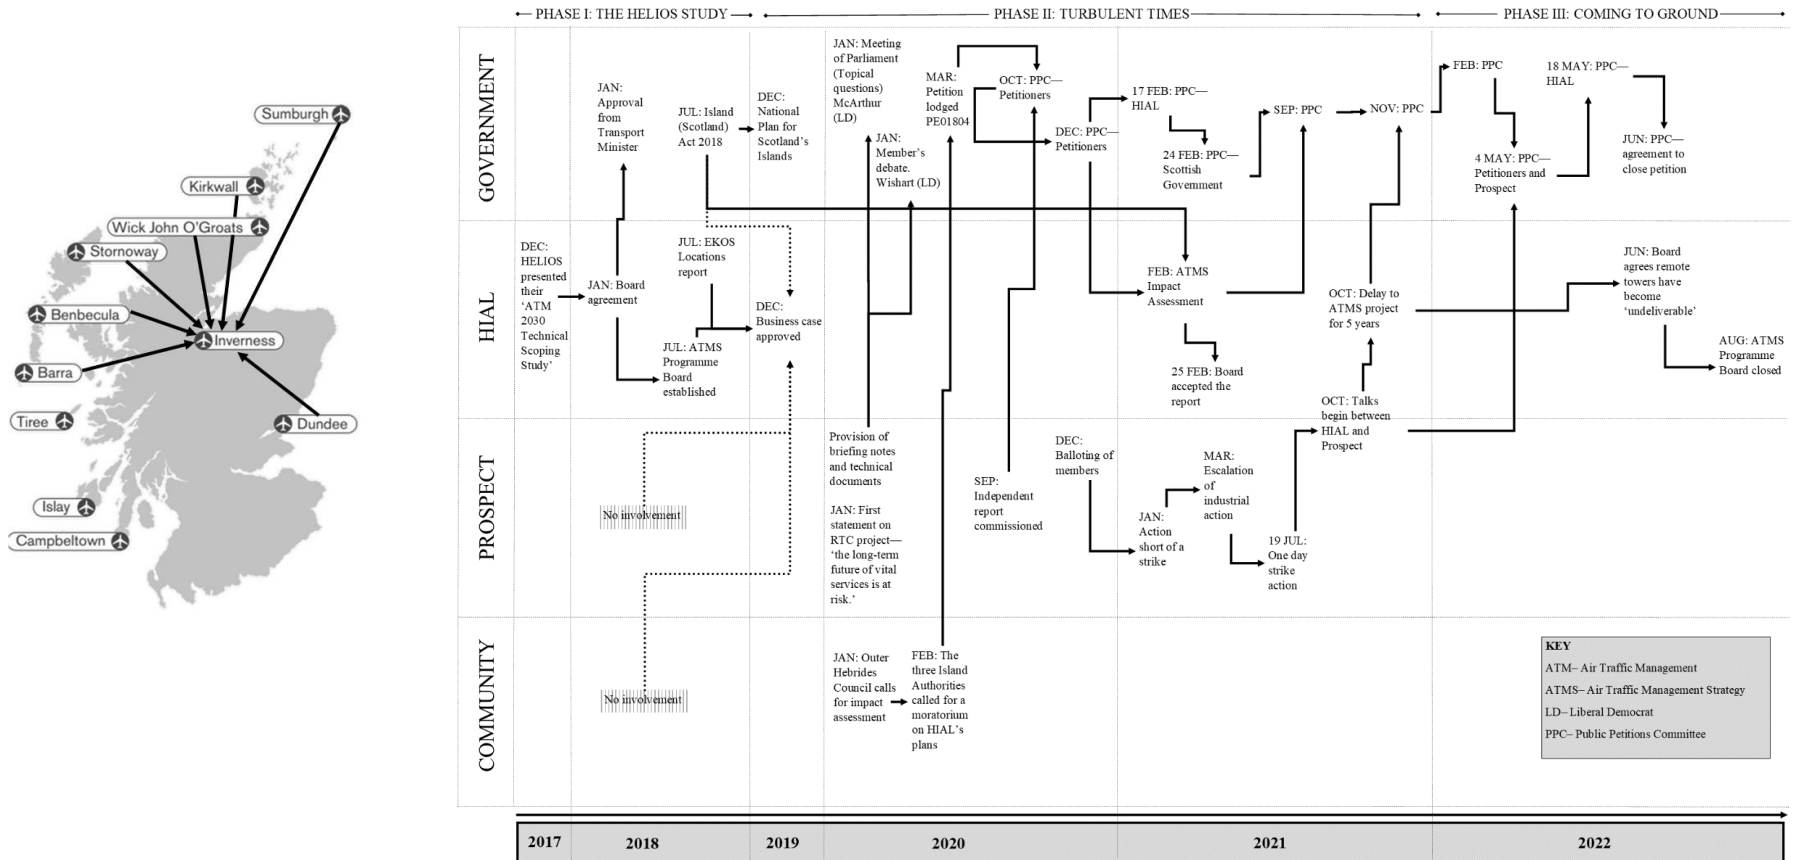 PHASE I: THE HELIOS STUDY
PHASE II: TURBULENT TIMES
PHASE III: COMING TO GROUND
Sumburgh
Kirkwall
Wick John O'Groats
Stornoway
Benbecula
Inverness
Barra
Tiree
Dundee
Islay
Campbeltown
GOVERNMENT
JAN:
Approval
from
Transport
Minister
JUL: Island
(Scotland)
Act 2018
DEC:
National
Plan for
Scotland's
Islands
JAN: Meeting
of Parliament
(Topical
questions)
McArthur
(LD)
JAN:
Member's
debate.
Wishart (LD)
MAR:
Petition
lodged
PE01804
OCT: PPC—
Petitioners
DEC: PPC—
Petitioners
17 FEB: PPC—
HIAL
24 FEB: PPC—
Scottish
Government
SEP: PPC
NOV: PPC
FEB: PPC
4 MAY: PPC—
Petitioners and
Prospect
18 MAY: PPC—
HIAL
JUN: PPC—
agreement to
close petition
HIAL
DEC:
HELIOS
presented
their
‘ATM
2030
Technical
Scoping
Study’
JAN: Board
agreement
JUL: EKOS
Locations
report
JUL: ATMS
Programme
Board
established
DEC:
Business case
approved
FEB: ATMS
Impact
Assessment
25 FEB: Board
accepted the
report
OCT: Delay to
ATMS project
for 5 years
OCT: Talks
begin between
HIAL and
Prospect
JUN: Board
agrees remote
towers have
become
‘undeliverable’
AUG: ATMS
Programme
Board closed
PROSPECT
No involvement
Provision of
briefing notes
and technical
documents
JAN: First
statement on
RTC project—
‘the long-term
future of vital
services is at
risk.’
SEP:
Independent
report
commissioned
DEC:
Balloting of
members
JAN:
Action
short of a
strike
MAR:
Escalation
of
industrial
action
19 JUL:
One day
strike
action
COMMUNITY
No involvement
JAN: Outer
Hebrides
Council calls
for impact
assessment
FEB: The
three Island
Authorities
called for a
moratorium
on HIAL's
plans
KEY
ATM– Air Traffic Management
ATMS– Air Traffic Management Strategy
LD– Liberal Democrat
PPC– Public Petitions Committee
2017
2018
2019
2020
2021
2022